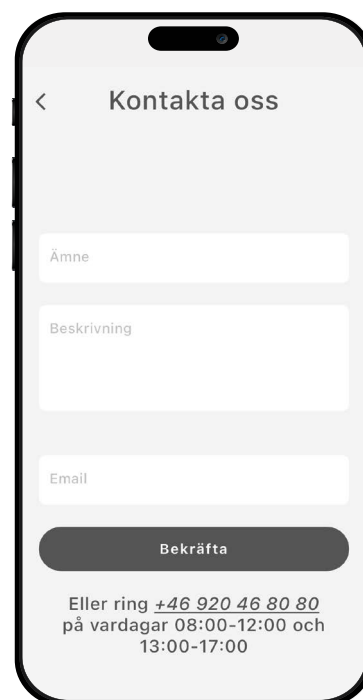 Kontakta oss
Ämne
Beskrivning
Email
Bekräfta
Eller ring +46 920 46 80 80
på vardagar 08:00-12:00 och
13:00-17:00